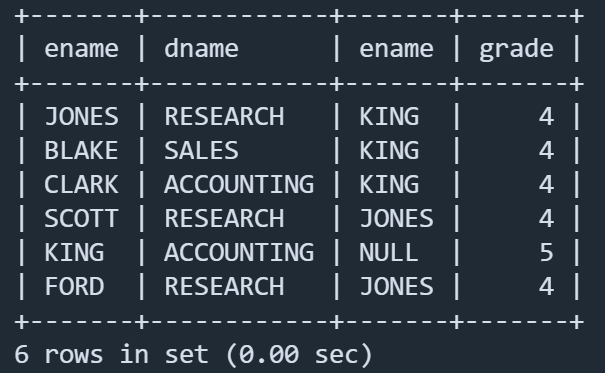 +-------+------------+-------+-------+
| ename | dname      | ename | grade |
+-------+------------+-------+-------+
| JONES | RESEARCH   | KING  |     4 |
| BLAKE | SALES      | KING  |     4 |
| CLARK | ACCOUNTING | KING  |     4 |
| SCOTT | RESEARCH   | JONES |     4 |
| KING  | ACCOUNTING | NULL  |     5 |
| FORD  | RESEARCH   | JONES |     4 |
+-------+------------+-------+-------+
6 rows in set (0.00 sec)